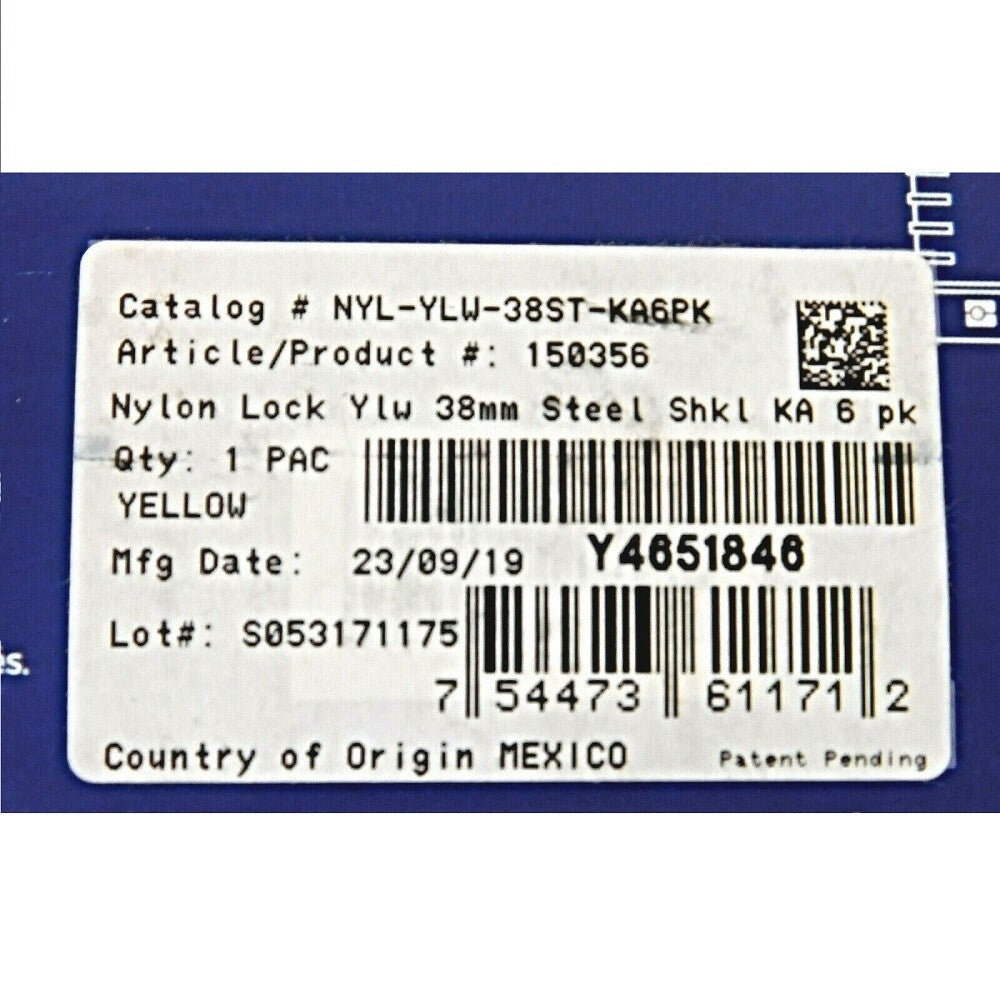 Catalog # NYL-YLW-38ST-KA6PK
Article/Product #: 150356
Nylon Lock Ylw 38mm Steel Shkl KA 6 pk
Qty: 1 PAC
YELLOW
Mfg Date: 23/09/19
Y4651846
Lot#: S053171175
7 54473 61171 2
Country of Origin MEXICO
Patent Pending